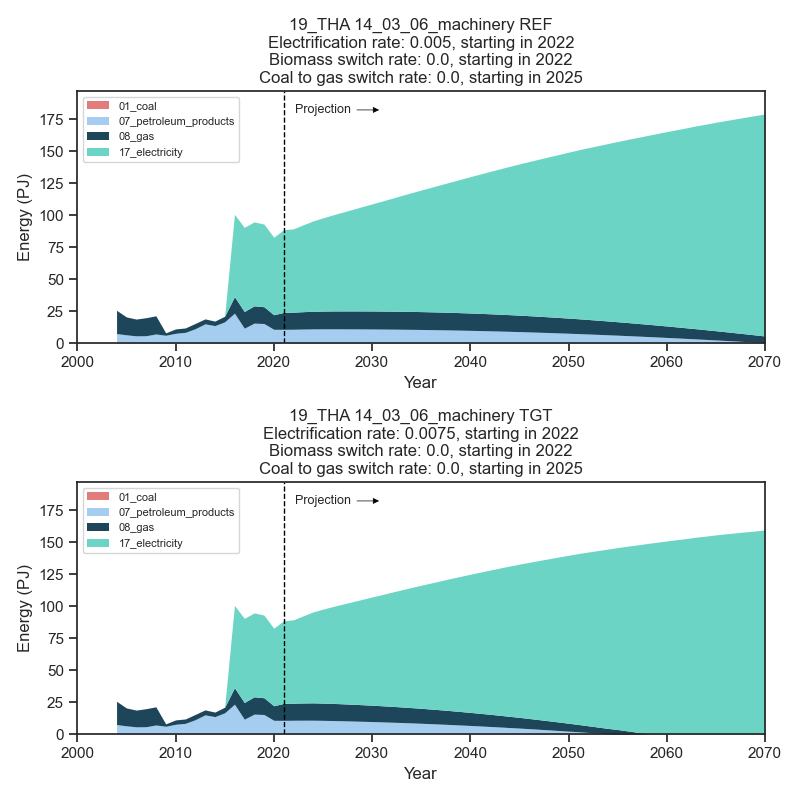 19_THA 14_03_06_machinery REF
Electrification rate: 0.005, starting in 2022
Biomass switch rate: 0.0, starting in 2022
Coal to gas switch rate: 0.0, starting in 2025
01_coal
07_petroleum_products
08_gas
17_electricity
Projection
175
150
125
100
75
50
25
0
Energy (PJ)
2000 2010 2020 2030 2040 2050 2060 2070
Year
19_THA 14_03_06_machinery TGT
Electrification rate: 0.0075, starting in 2022
Biomass switch rate: 0.0, starting in 2022
Coal to gas switch rate: 0.0, starting in 2025
01_coal
07_petroleum_products
08_gas
17_electricity
Projection
175
150
125
100
75
50
25
0
Energy (PJ)
2000 2010 2020 2030 2040 2050 2060 2070
Year